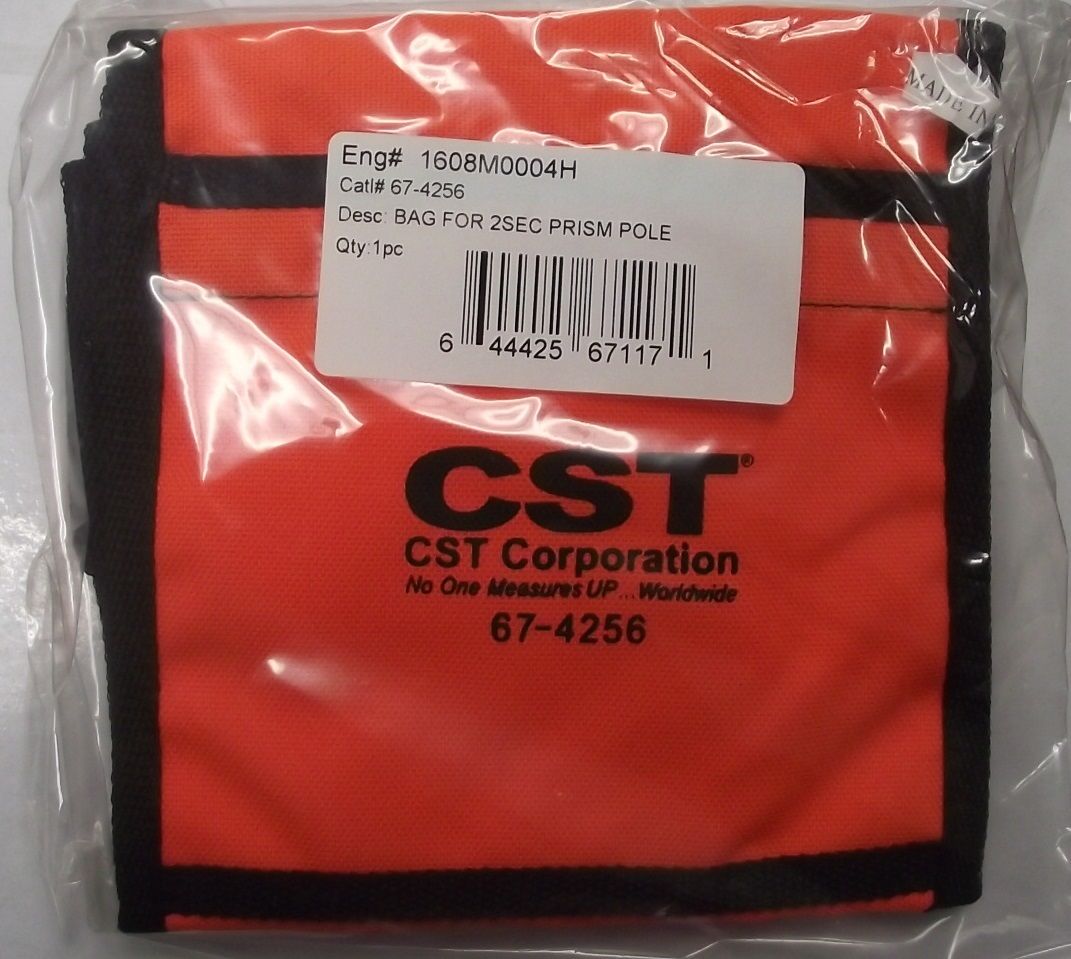 MADE IN
Eng# 1608M0004H
Catl# 67-4256
Desc: BAG FOR 2SEC PRISM POLE
Qty:1pc
6 44425 67117 1
CST®
CST Corporation
No One Measures UP...Worldwide
67-4256